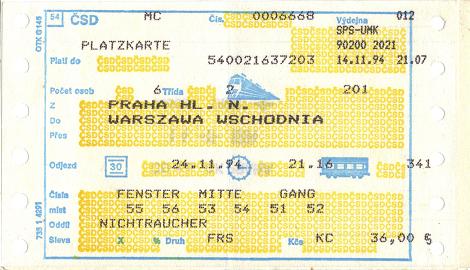 54 ČSD MC Čís. 0006668 Výdejna 012
SPS-UMK
PLATZKARTE 90200 2021
Platí do 540021637203 14.11.94 21.07
Počet osob 6 Třída 2 201
Z PRAHA HL. N.
Do WARSZAWA WSCHODNIA
Přes
Odjezd 30 24.11.94 21.16 341
Čísla FENSTER MITTE GANG
míst 55 56 53 54 51 52
Oddíl NICHTRAUCHER
Sleva X % Druh FRS Kčs KC 36,00
OTK G145
735 1 4291